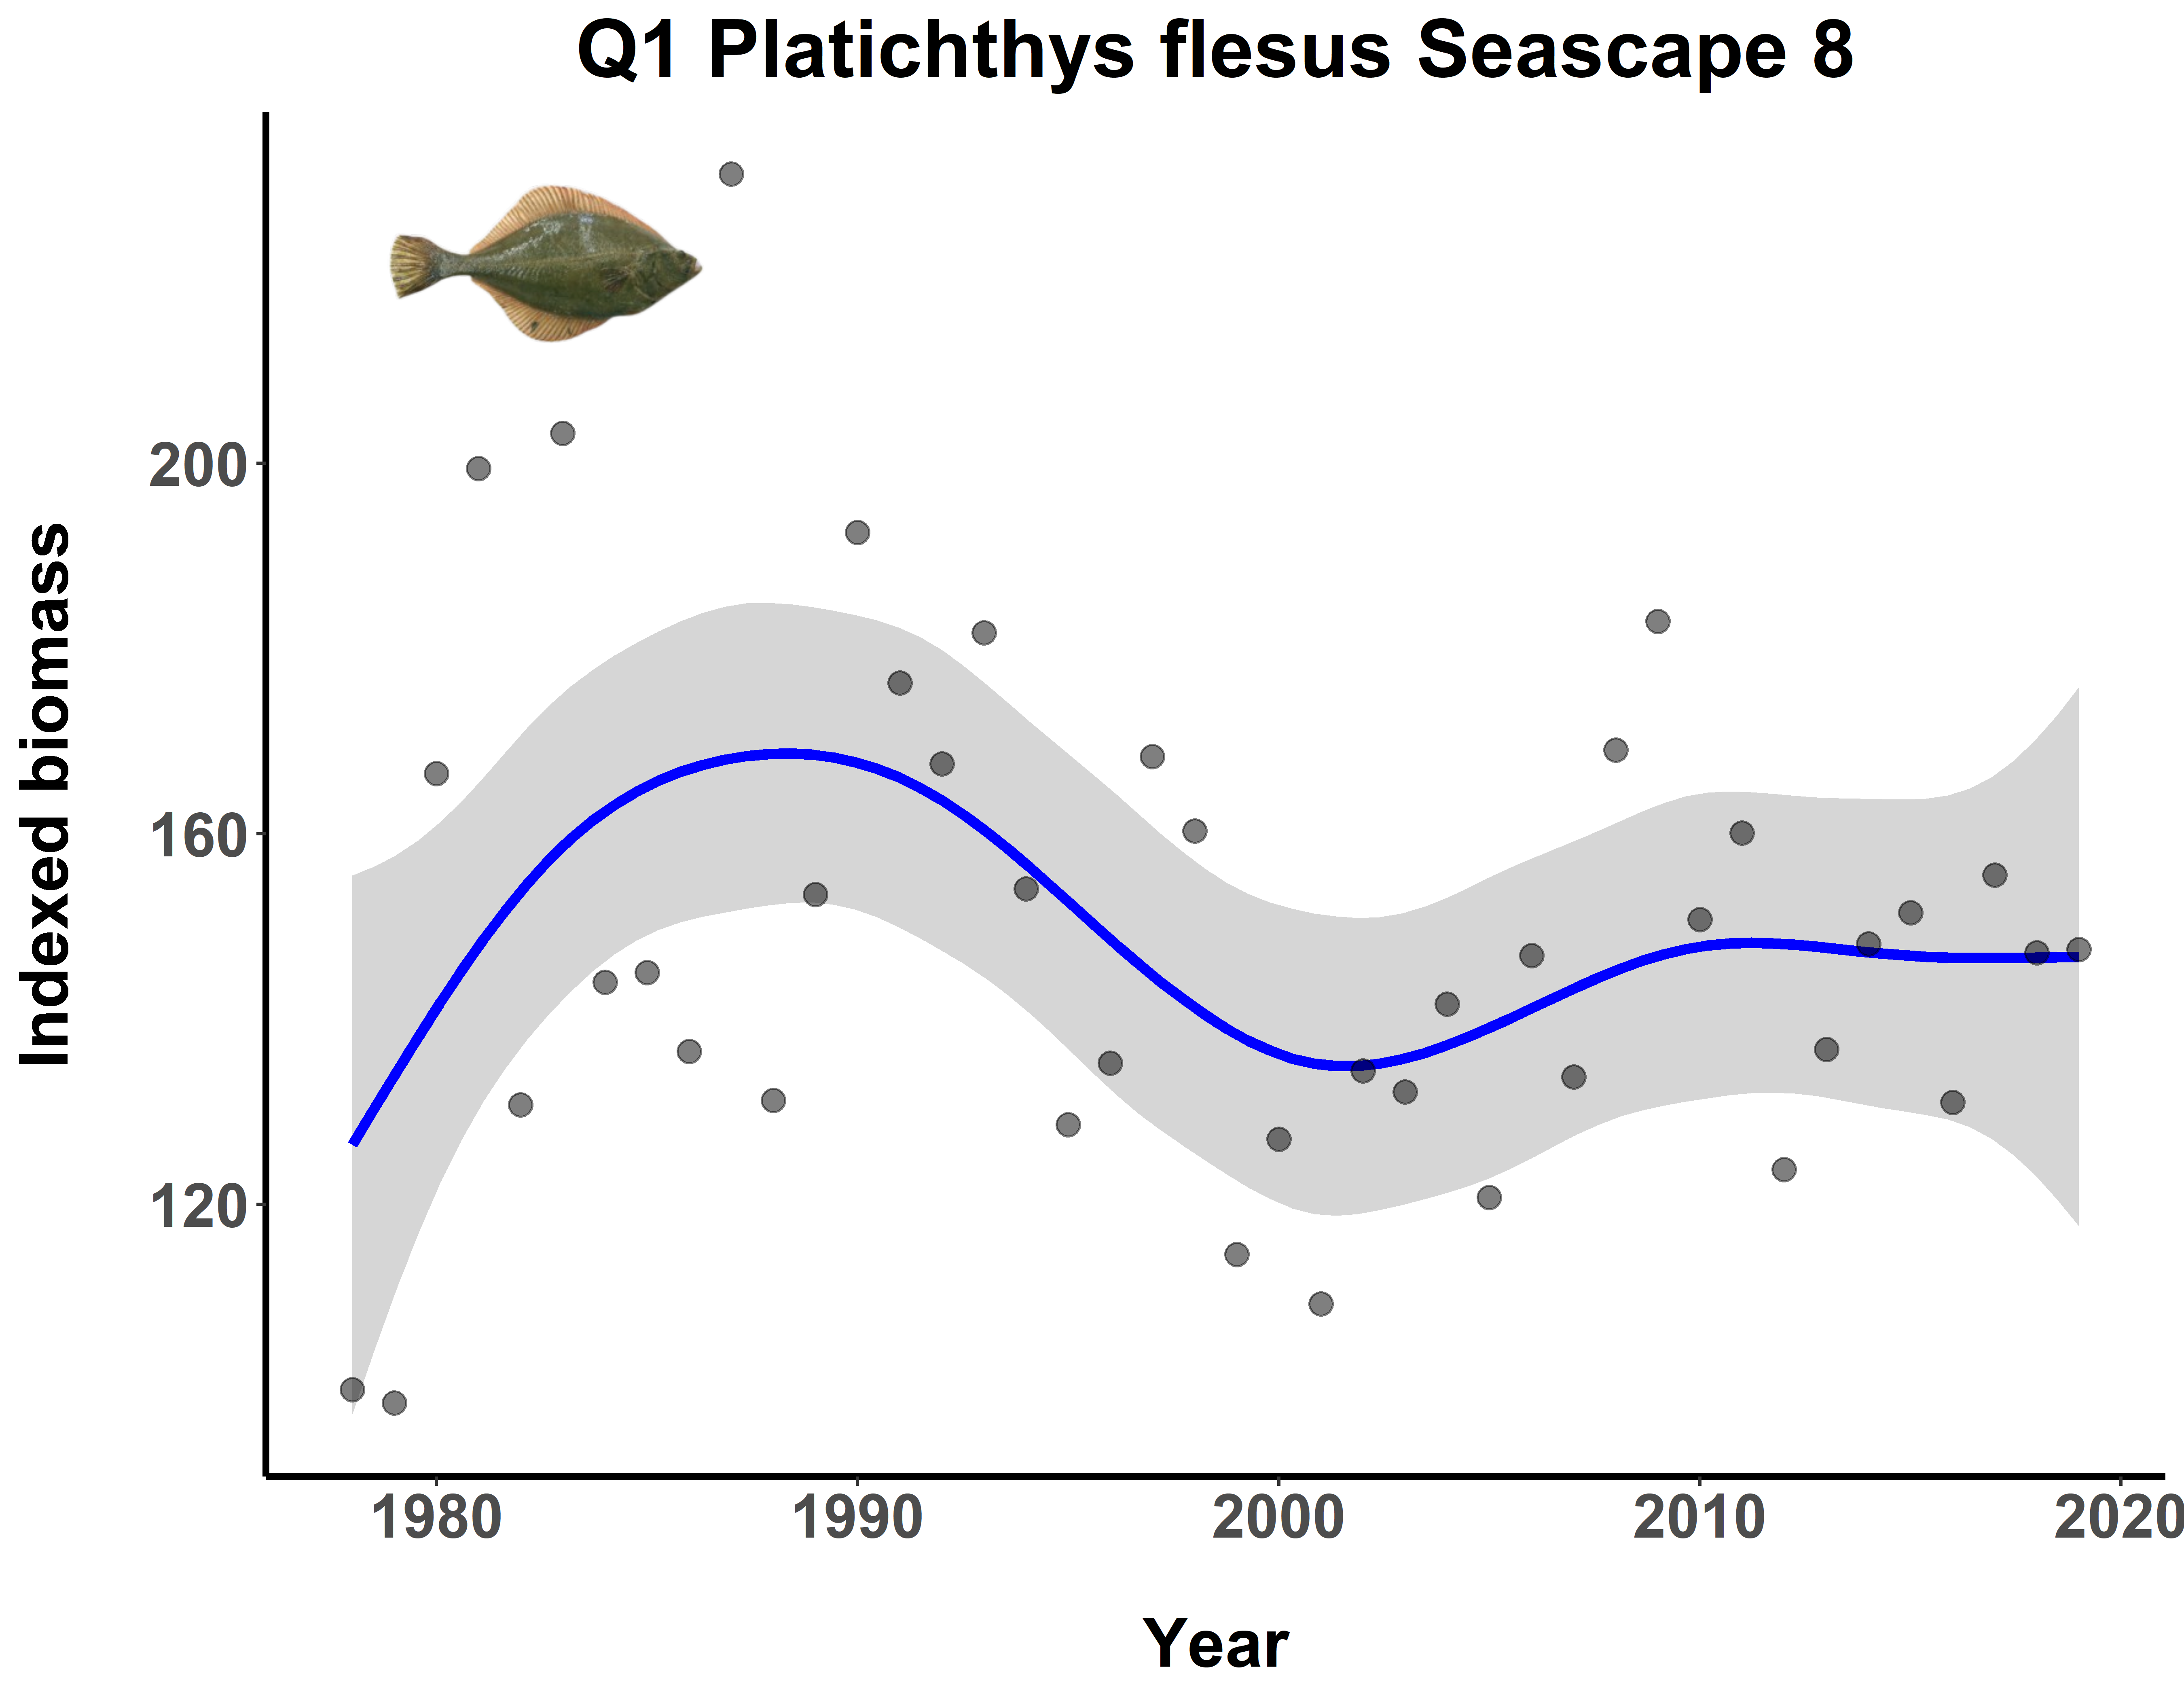 Q1 Platichthys flesus Seascape 8
Indexed biomass
200
160
120
1980 1990 2000 2010 2020
Year